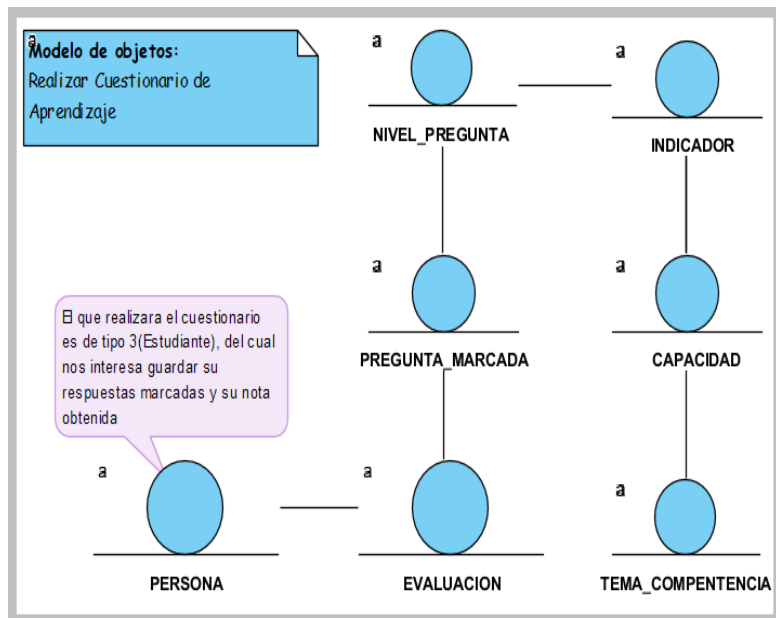 a
Modelo de objetos:
Realizar Cuestionario de
Aprendizaje
a
NIVEL_PREGUNTA
a
INDICADOR
a
PREGUNTA_MARCADA
a
CAPACIDAD
El que realizara el cuestionario
es de tipo 3(Estudiante), del cual
nos interesa guardar su
respuestas marcadas y su nota
obtenida
a
PERSONA
a
EVALUACION
a
TEMA_COMPENTENCIA